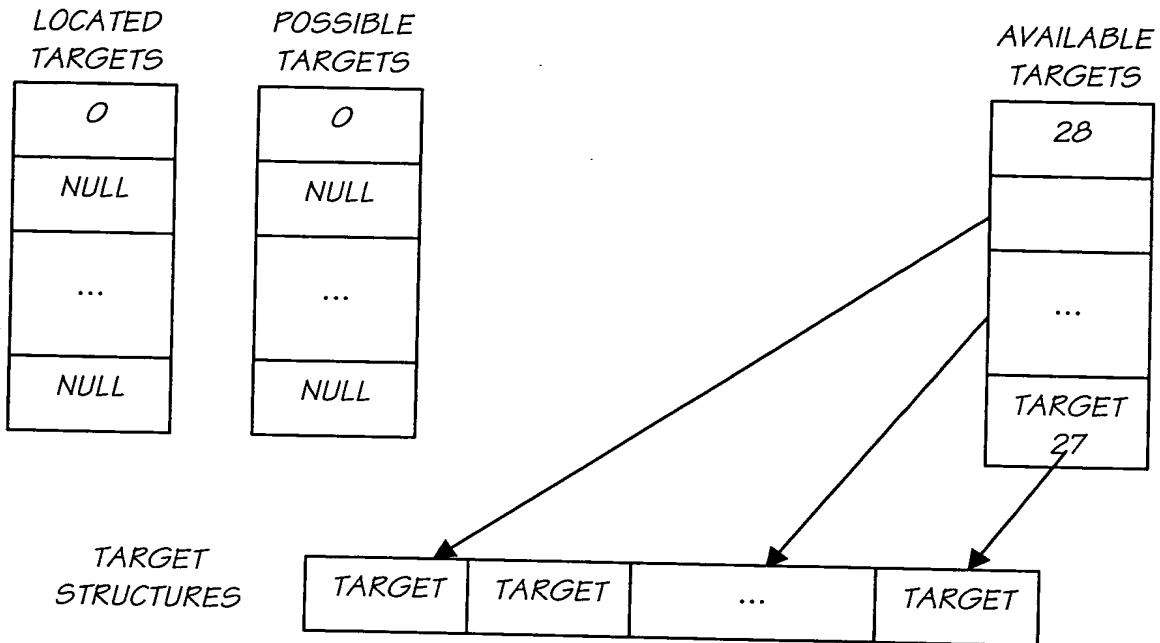 LOCATED
TARGETS
0
NULL
...
NULL
POSSIBLE
TARGETS
0
NULL
...
NULL
AVAILABLE
TARGETS
28
...
TARGET
27
TARGET
STRUCTURES
TARGET
TARGET
...
TARGET